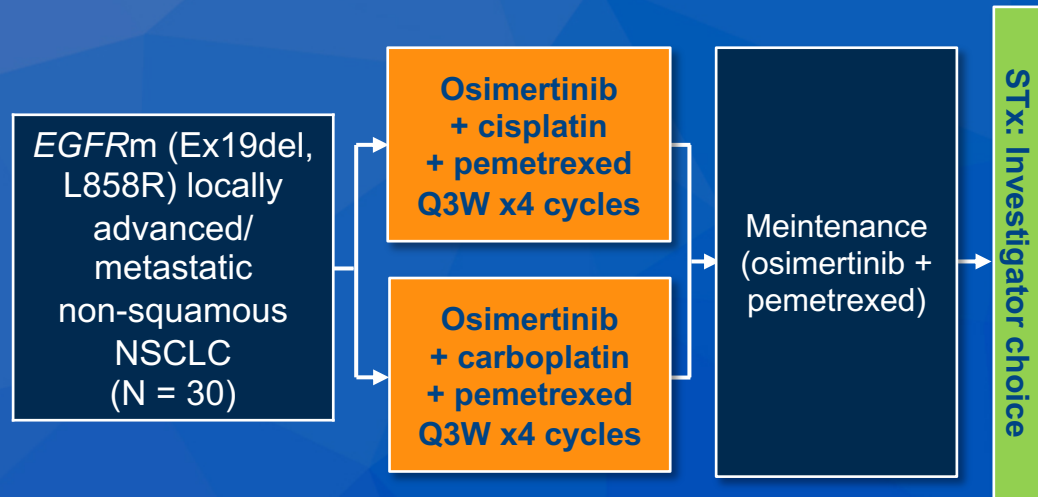 EGFRm (Ex19del,
L858R) locally
advanced/
metastatic
non-squamous
NSCLC
(N = 30)
Osimertinib
+ cisplatin
+ pemetrexed
Q3W x4 cycles
Osimertinib
+ carboplatin
+ pemetrexed
Q3W x4 cycles
Meintenance
(osimertinib +
pemetrexed)
STx: Investigator choice